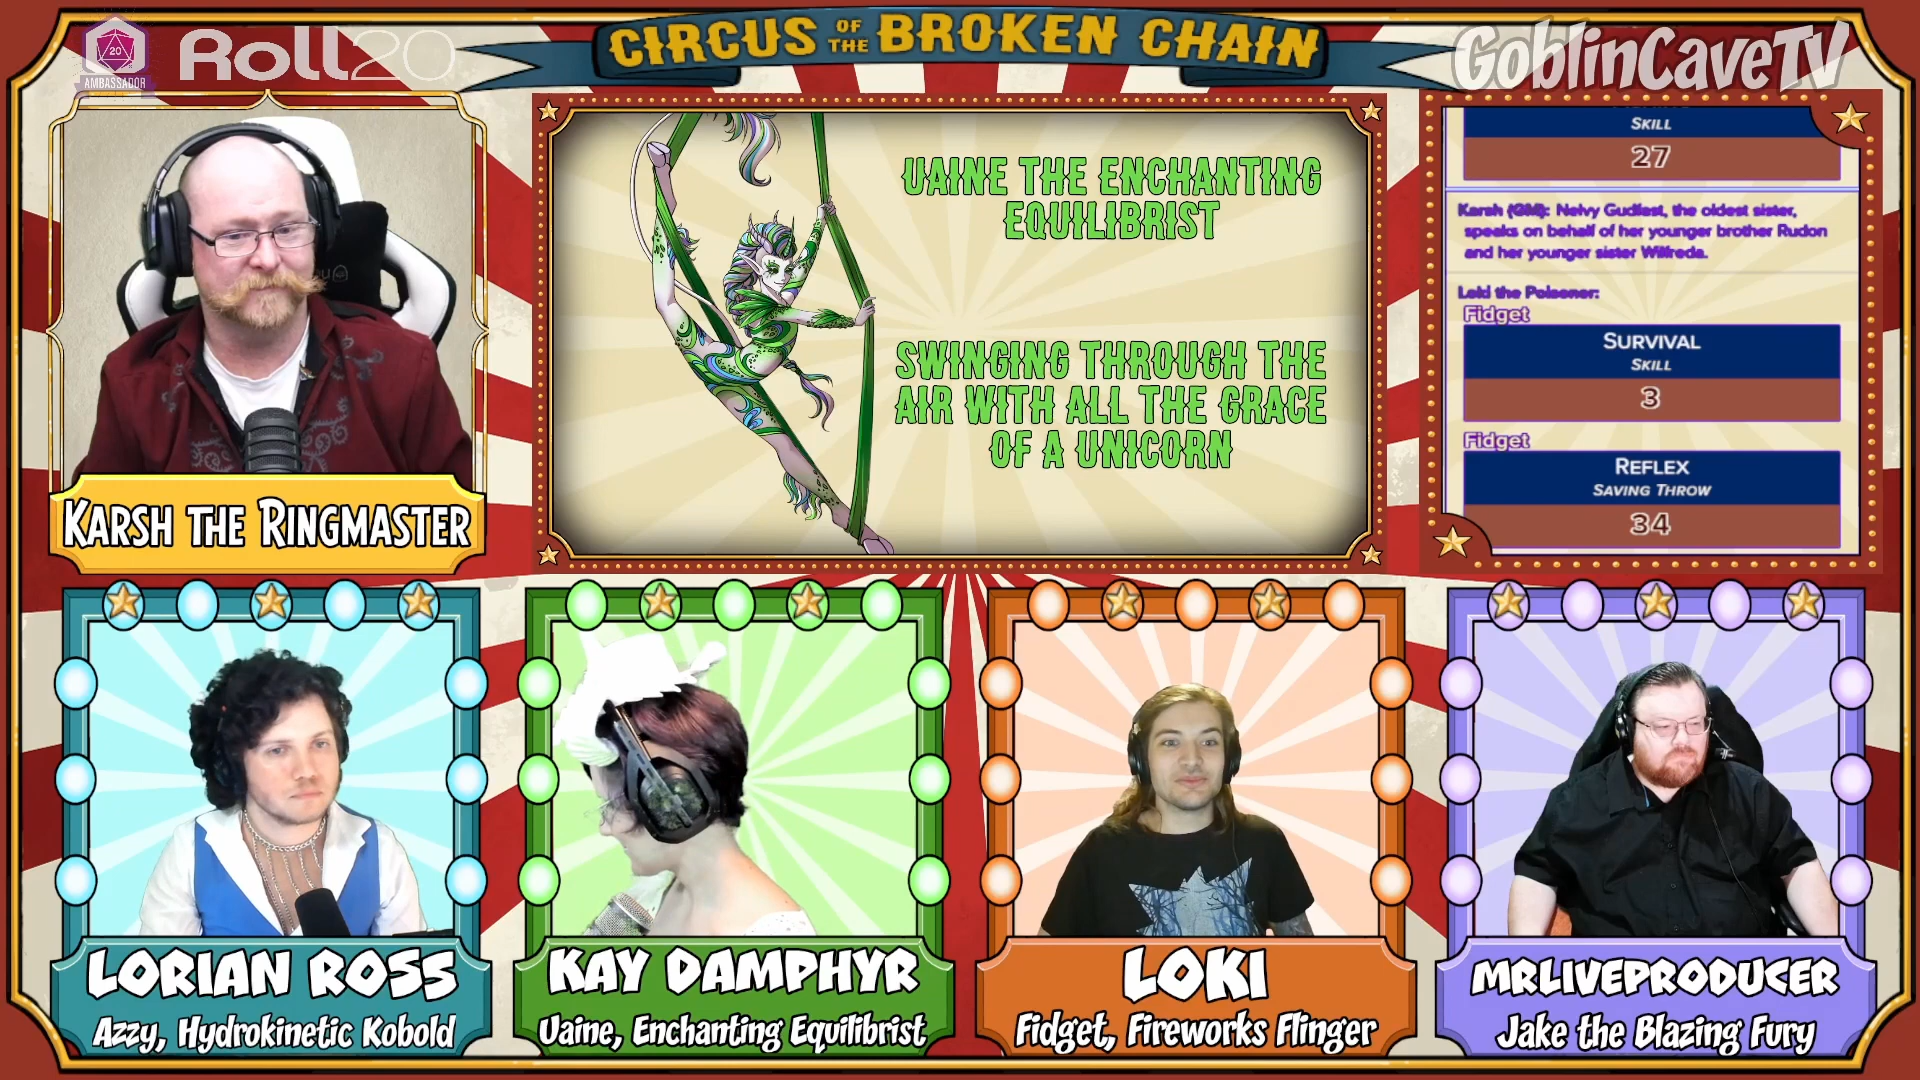 CIRCUS OF THE BROKEN CHAIN
20
AMBASSADOR
Roll20
GoblinCaveTV
UAINE THE ENCHANTING
EQUILIBRIST
SWINGING THROUGH THE
AIR WITH ALL THE GRACE
OF A UNICORN
SKILL
27
Karsh (GM): Nelvy Gudfast, the oldest sister,
speaks on behalf of her younger brother Rudon
and her younger sister Wilfreda.
Loki the Poisoner:
Fidget
SURVIVAL
SKILL
3
Fidget
REFLEX
SAVING THROW
34
KARSH THE RINGMASTER
LORIAN ROSS
Azzy, Hydrokinetic Kobold
KAY DAMPHYR
Uaine, Enchanting Equilibrist
LOKI
Fidget, Fireworks Flinger
MRLIVEPRODUCER
Jake the Blazing Fury